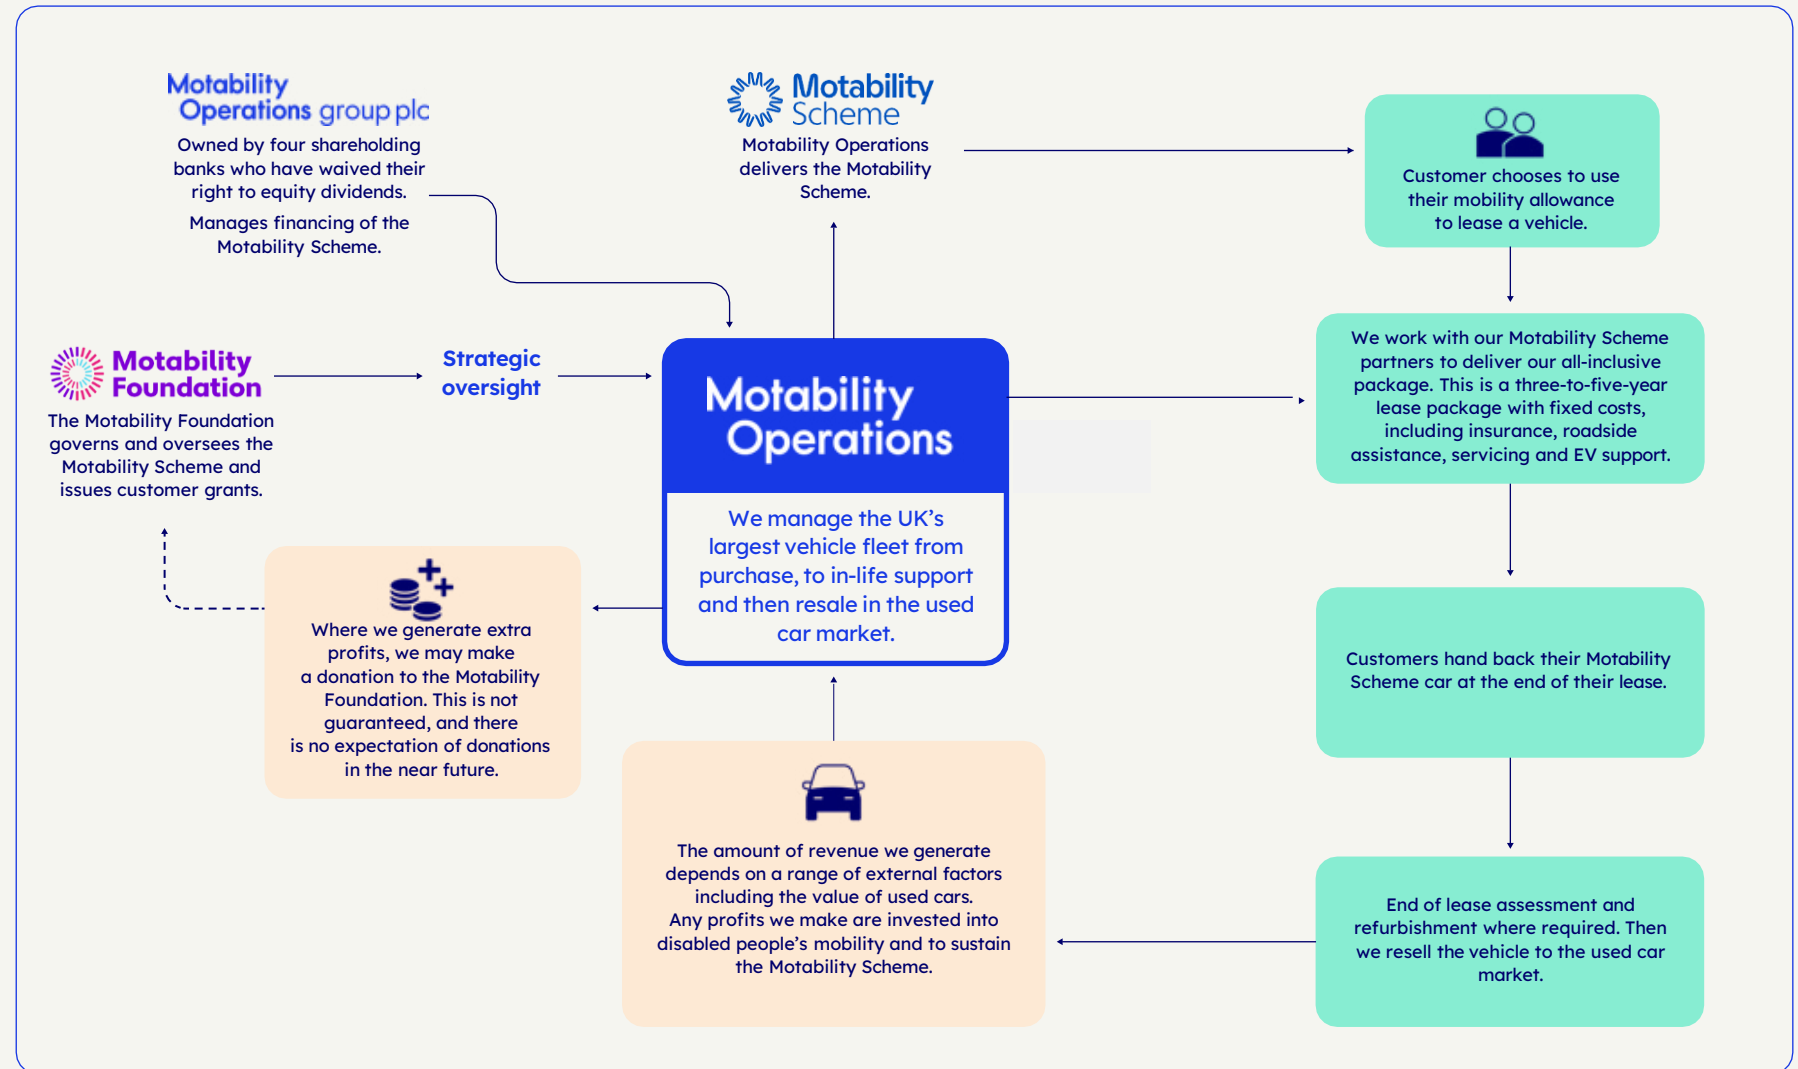 Motability
Operations group plc
Owned by four shareholding
banks who have waived their
right to equity dividends.
Manages financing of the
Motability Scheme.
Motability
Scheme
Motability Operations
delivers the Motability
Scheme.
Customer chooses to use
their mobility allowance
to lease a vehicle.
Motability
Foundation
The Motability Foundation
governs and oversees the
Motability Scheme and
issues customer grants.
Strategic
oversight
Motability
Operations
We manage the UK’s
largest vehicle fleet from
purchase, to in-life support
and then resale in the used
car market.
We work with our Motability Scheme
partners to deliver our all-inclusive
package. This is a three-to-five-year
lease package with fixed costs,
including insurance, roadside
assistance, servicing and EV support.
Where we generate extra
profits, we may make
a donation to the Motability
Foundation. This is not
guaranteed, and there
is no expectation of donations
in the near future.
Customers hand back their Motability
Scheme car at the end of their lease.
The amount of revenue we generate
depends on a range of external factors
including the value of used cars.
Any profits we make are invested into
disabled people’s mobility and to sustain
the Motability Scheme.
End of lease assessment and
refurbishment where required. Then
we resell the vehicle to the used car
market.